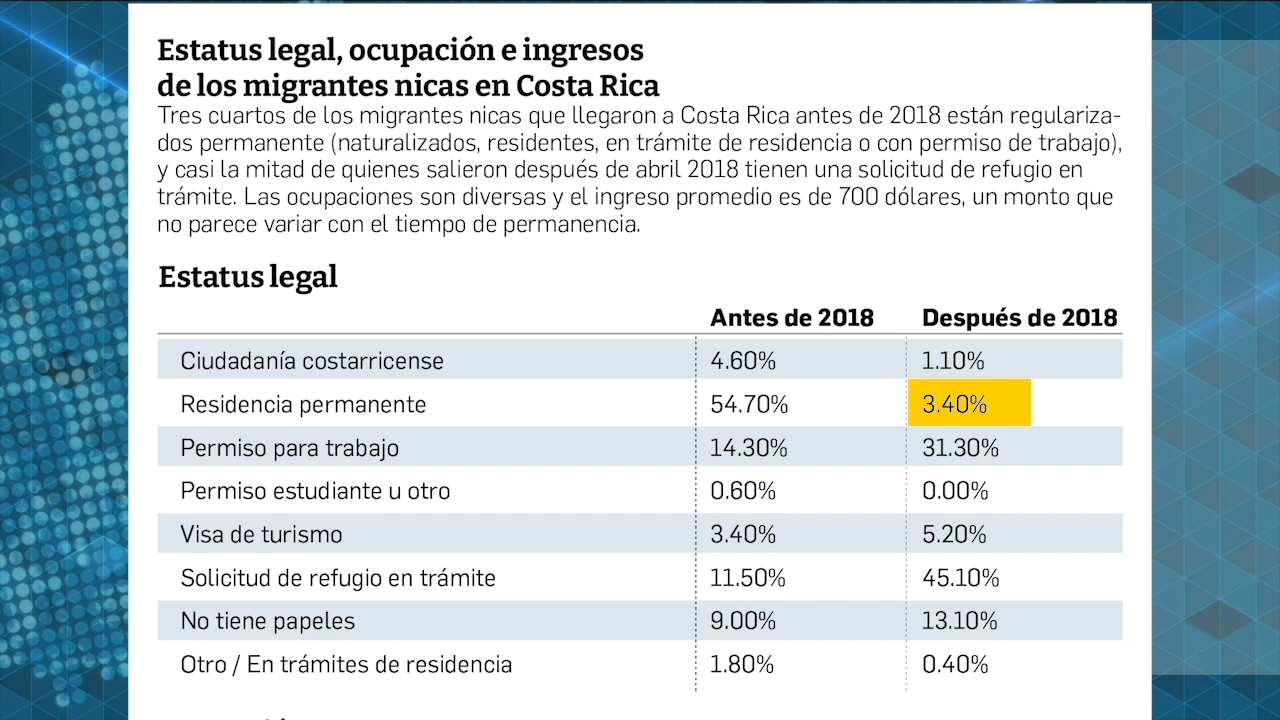 Estatus legal, ocupación e ingresos
de los migrantes nicas en Costa Rica
Tres cuartos de los migrantes nicas que llegaron a Costa Rica antes de 2018 están regulariza-
dos permanente (naturalizados, residentes, en trámite de residencia o con permiso de trabajo),
y casi la mitad de quienes salieron después de abril 2018 tienen una solicitud de refugio en
trámite. Las ocupaciones son diversas y el ingreso promedio es de 700 dólares, un monto que
no parece variar con el tiempo de permanencia.
Estatus legal
Antes de 2018 Después de 2018
Ciudadanía costarricense 4.60% 1.10%
Residencia permanente 54.70% 3.40%
Permiso para trabajo 14.30% 31.30%
Permiso estudiante u otro 0.60% 0.00%
Visa de turismo 3.40% 5.20%
Solicitud de refugio en trámite 11.50% 45.10%
No tiene papeles 9.00% 13.10%
Otro / En trámites de residencia 1.80% 0.40%